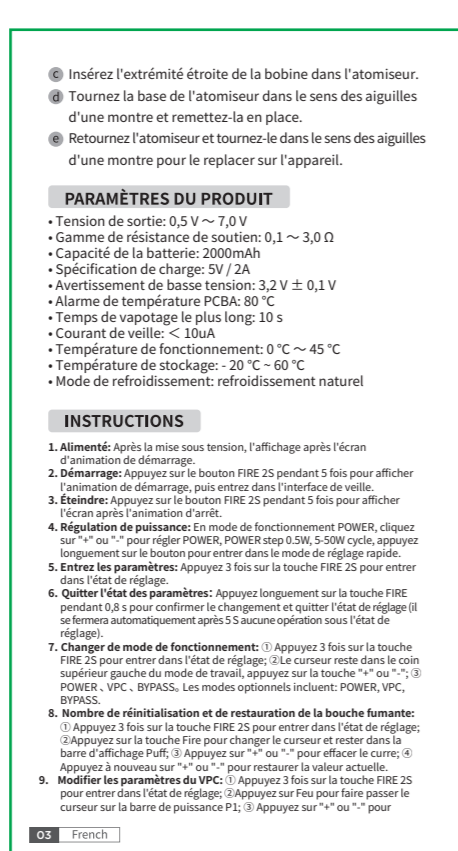 c Insérez l'extrémité étroite de la bobine dans l'atomiseur.
d Tournez la base de l'atomiseur dans le sens des aiguilles
d'une montre et remettez-la en place.
e Retournez l'atomiseur et tournez-le dans le sens des aiguilles
d'une montre pour le replacer sur l'appareil.
PARAMÈTRES DU PRODUIT
• Tension de sortie: 0,5 V ～ 7,0 V
• Gamme de résistance de soutien: 0,1 ～ 3,0 Ω
• Capacité de la batterie: 2000mAh
• Spécification de charge: 5V / 2A
• Avertissement de basse tension: 3,2 V ± 0,1 V
• Alarme de température PCBA: 80 °C
• Temps de vapotage le plus long: 10 s
• Courant de veille: ＜ 10uA
• Température de fonctionnement: 0 °C ～ 45 °C
• Température de stockage: - 20 °C ~ 60 °C
• Mode de refroidissement: refroidissement naturel
INSTRUCTIONS
1. Alimenté: Après la mise sous tension, l'affichage après l'écran
d'animation de démarrage.
2. Démarrage: Appuyez sur le bouton FIRE 2S pendant 5 fois pour afficher
l'animation de démarrage, puis entrez dans l'interface de veille.
3. Éteindre: Appuyez sur le bouton FIRE 2S pendant 5 fois pour afficher
l'écran après l'animation d'arrêt.
4. Régulation de puissance: En mode de fonctionnement POWER, cliquez
sur "+" ou "-" pour régler POWER, POWER step 0.5W, 5-50W cycle, appuyez
longuement sur le bouton pour entrer dans le mode de réglage rapide.
5. Entrez les paramètres: Appuyez 3 fois sur la touche FIRE 2S pour entrer
dans l'état de réglage.
6. Quitter l'état des paramètres: Appuyez longuement sur la touche FIRE
pendant 0,8 s pour confirmer le changement et quitter l'état de réglage (il
se fermera automatiquement après 5 S aucune opération sous l'état de
réglage).
7. Changer de mode de fonctionnement: ① Appuyez 3 fois sur la touche
FIRE 2S pour entrer dans l'état de réglage; ②Le curseur reste dans le coin
supérieur gauche du mode de travail, appuyez sur la touche "+" ou "-"; ③
POWER 、VPC 、BYPASS。Les modes optionnels incluent: POWER, VPC,
BYPASS.
8. Nombre de réinitialisation et de restauration de la bouche fumante:
① Appuyez 3 fois sur la touche FIRE 2S pour entrer dans l'état de réglage;
②Appuyez sur la touche Fire pour changer le curseur et rester dans la
barre d'affichage Puff; ③ Appuyez sur "+" ou "-" pour effacer le curre; ④
Appuyez à nouveau sur "+" ou "-" pour restaurer la valeur actuelle.
9. Modifier les paramètres du VPC: ① Appuyez 3 fois sur la touche FIRE 2S
pour entrer dans l'état de réglage; ②Appuyez sur Feu pour faire passer le
curseur sur la barre de puissance P1; ③ Appuyez sur "+" ou "-" pour
03 French